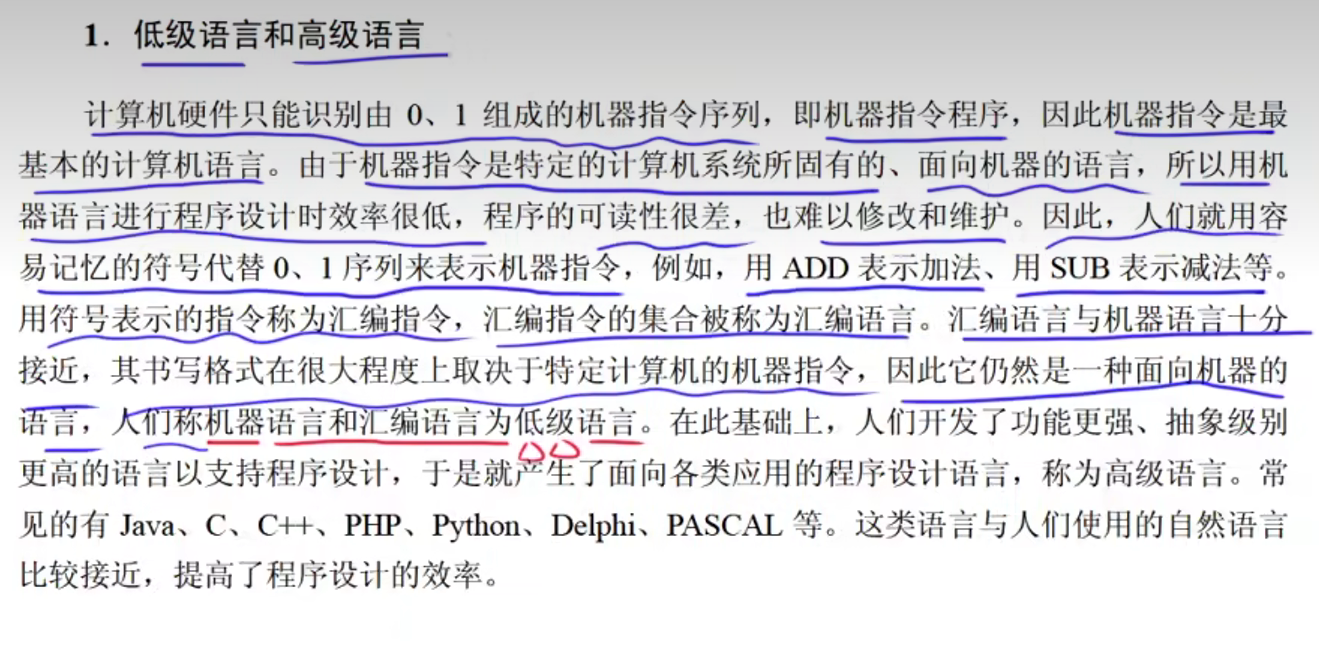 1. 低级语言和高级语言
计算机硬件只能识别由 0、1 组成的机器指令序列，即机器指令程序，因此机器指令是最
基本的计算机语言。由于机器指令是特定的计算机系统所固有的、面向机器的语言，所以用机
器语言进行程序设计时效率很低，程序的可读性很差，也难以修改和维护。因此，人们就用容
易记忆的符号代替 0、1 序列来表示机器指令，例如，用 ADD 表示加法、用 SUB 表示减法等。
用符号表示的指令称为汇编指令，汇编指令的集合被称为汇编语言。汇编语言与机器语言十分
接近，其书写格式在很大程度上取决于特定计算机的机器指令，因此它仍然是一种面向机器的
语言，人们称机器语言和汇编语言为低级语言。在此基础上，人们开发了功能更强、抽象级别
更高的语言以支持程序设计，于是就产生了面向各类应用的程序设计语言，称为高级语言。常
见的有 Java、C、C++、PHP、Python、Delphi、PASCAL 等。这类语言与人们使用的自然语言
比较接近，提高了程序设计的效率。